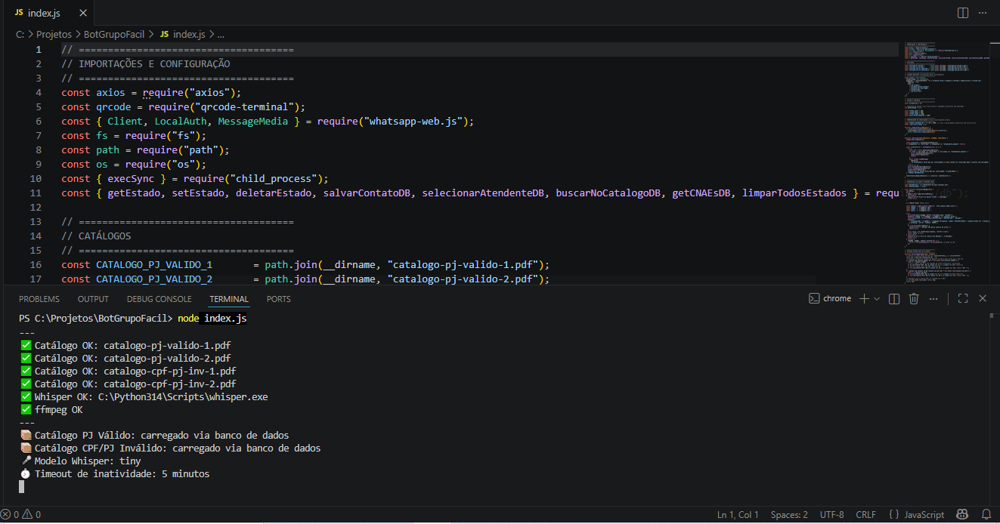 JS index.js
C: > Projetos > BotGrupoFacil > JS index.js > ...
1 // =====================================
2 // IMPORTAÇÕES E CONFIGURAÇÃO
3 // =====================================
4 const axios = require("axios");
5 const qrcode = require("qrcode-terminal");
6 const { Client, LocalAuth, MessageMedia } = require("whatsapp-web.js");
7 const fs = require("fs");
8 const path = require("path");
9 const os = require("os");
10 const { execSync } = require("child_process");
11 const { getEstado, setEstado, deletarEstado, salvarContatoDB, selecionarAtendenteDB, buscarNoCatalogoDB, getCNAEsDB, limparTodosEstados } = requ /db");
12
13 // =====================================
14 // CATÁLOGOS
15 // =====================================
16 const CATALOGO_PJ_VALIDO_1 = path.join(__dirname, "catalogo-pj-valido-1.pdf");
17 const CATALOGO_PJ_VALIDO_2 = path.join(__dirname, "catalogo-pj-valido-2.pdf");
PROBLEMS OUTPUT DEBUG CONSOLE TERMINAL PORTS chrome
PS C:\Projetos\BotGrupoFacil> node index.js
---
✅ Catálogo OK: catalogo-pj-valido-1.pdf
✅ Catálogo OK: catalogo-pj-valido-2.pdf
✅ Catálogo OK: catalogo-cpf-pj-inv-1.pdf
✅ Catálogo OK: catalogo-cpf-pj-inv-2.pdf
✅ Whisper OK: C:\Python314\Scripts\whisper.exe
✅ ffmpeg OK
---
📦 Catálogo PJ Válido: carregado via banco de dados
📦 Catálogo CPF/PJ Inválido: carregado via banco de dados
🎤 Modelo Whisper: tiny
⏱ Timeout de inatividade: 5 minutos
0 0 Ln 1, Col 1 Spaces: 2 UTF-8 CRLF {} JavaScript